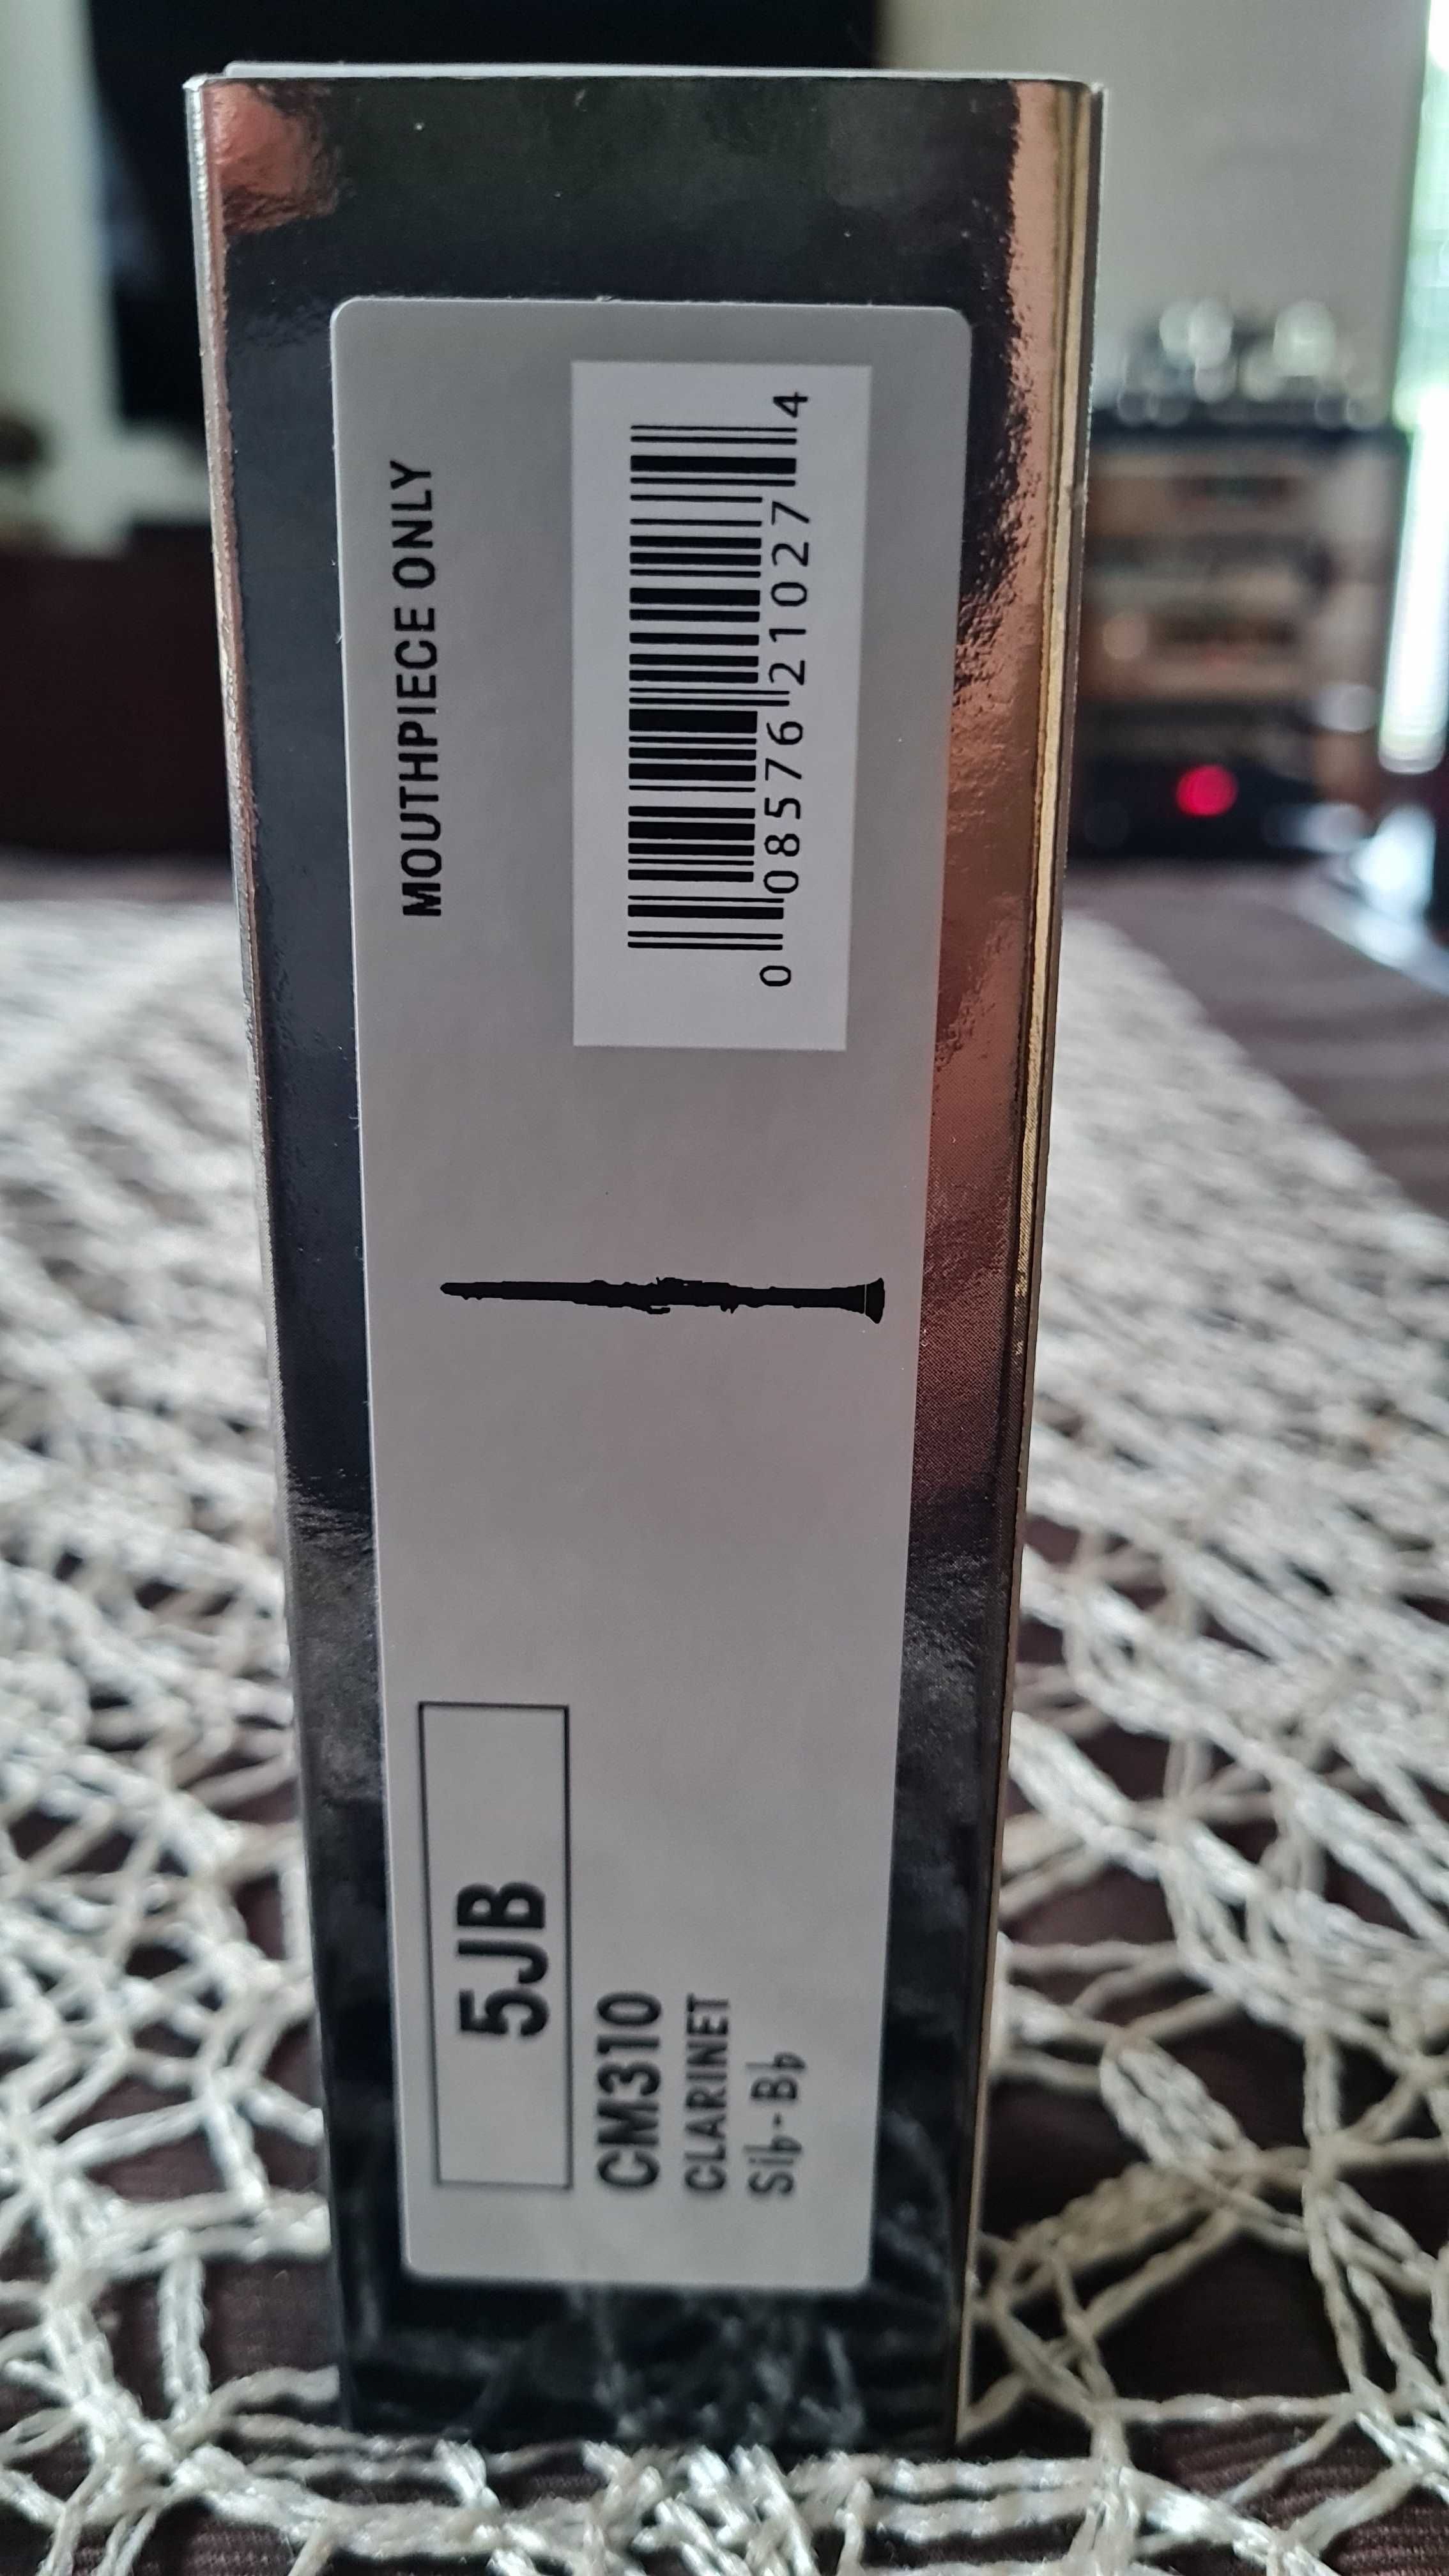 5JB
CM310
CLARINET
Si♭-B♭
MOUTHPIECE ONLY
0 08576 21027 4